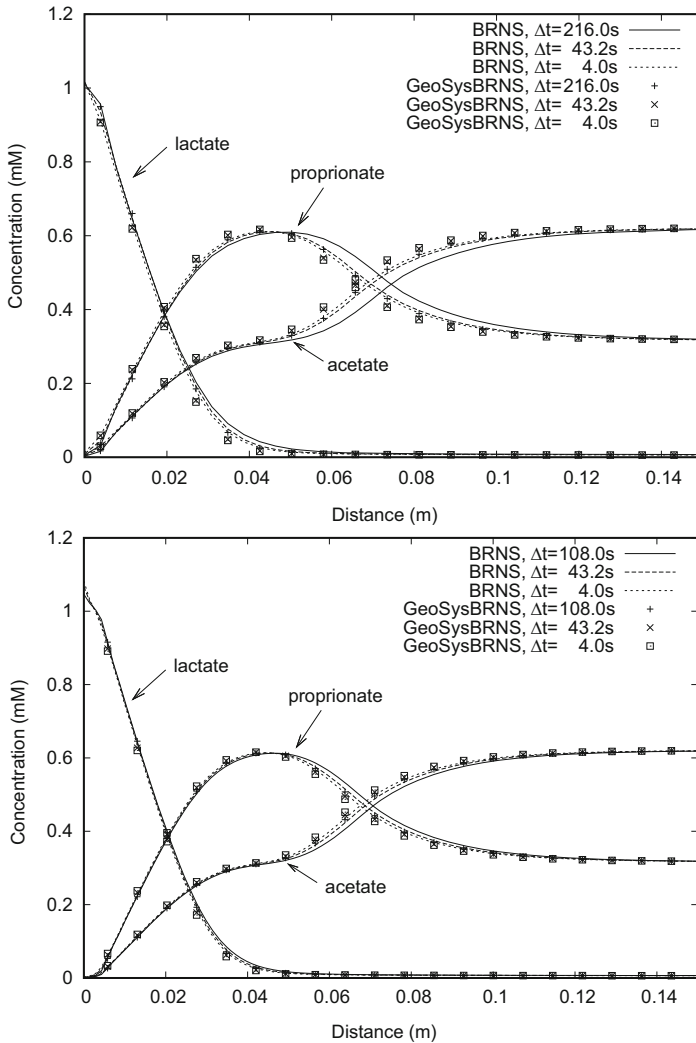 1.2
1
0.8
0.6
0.4
0.2
0
Concentration (mM)
BRNS, Δt=216.0s
BRNS, Δt= 43.2s
BRNS, Δt= 4.0s
GeoSysBRNS, Δt=216.0s
GeoSysBRNS, Δt= 43.2s
GeoSysBRNS, Δt= 4.0s
lactate
proprionate
acetate
0 0.02 0.04 0.06 0.08 0.1 0.12 0.14
Distance (m)
1.2
1
0.8
0.6
0.4
0.2
0
Concentration (mM)
BRNS, Δt=108.0s
BRNS, Δt= 43.2s
BRNS, Δt= 4.0s
GeoSysBRNS, Δt=108.0s
GeoSysBRNS, Δt= 43.2s
GeoSysBRNS, Δt= 4.0s
lactate
proprionate
acetate
0 0.02 0.04 0.06 0.08 0.1 0.12 0.14
Distance (m)